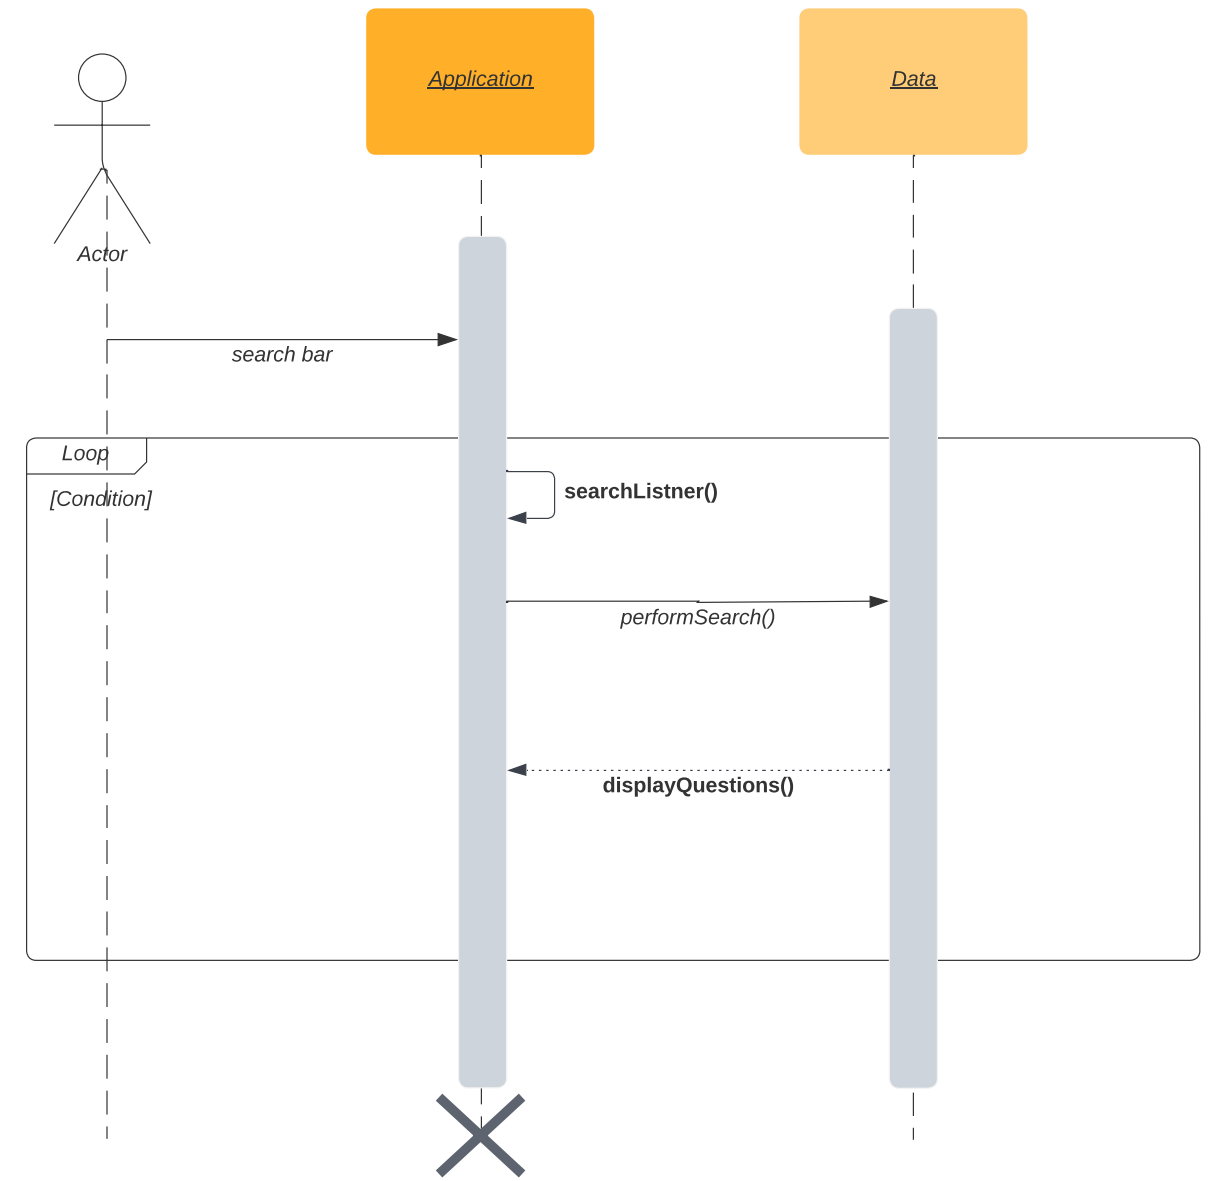 Application
Data
Actor
search bar
Loop
[Condition]
searchListner()
performSearch()
displayQuestions()